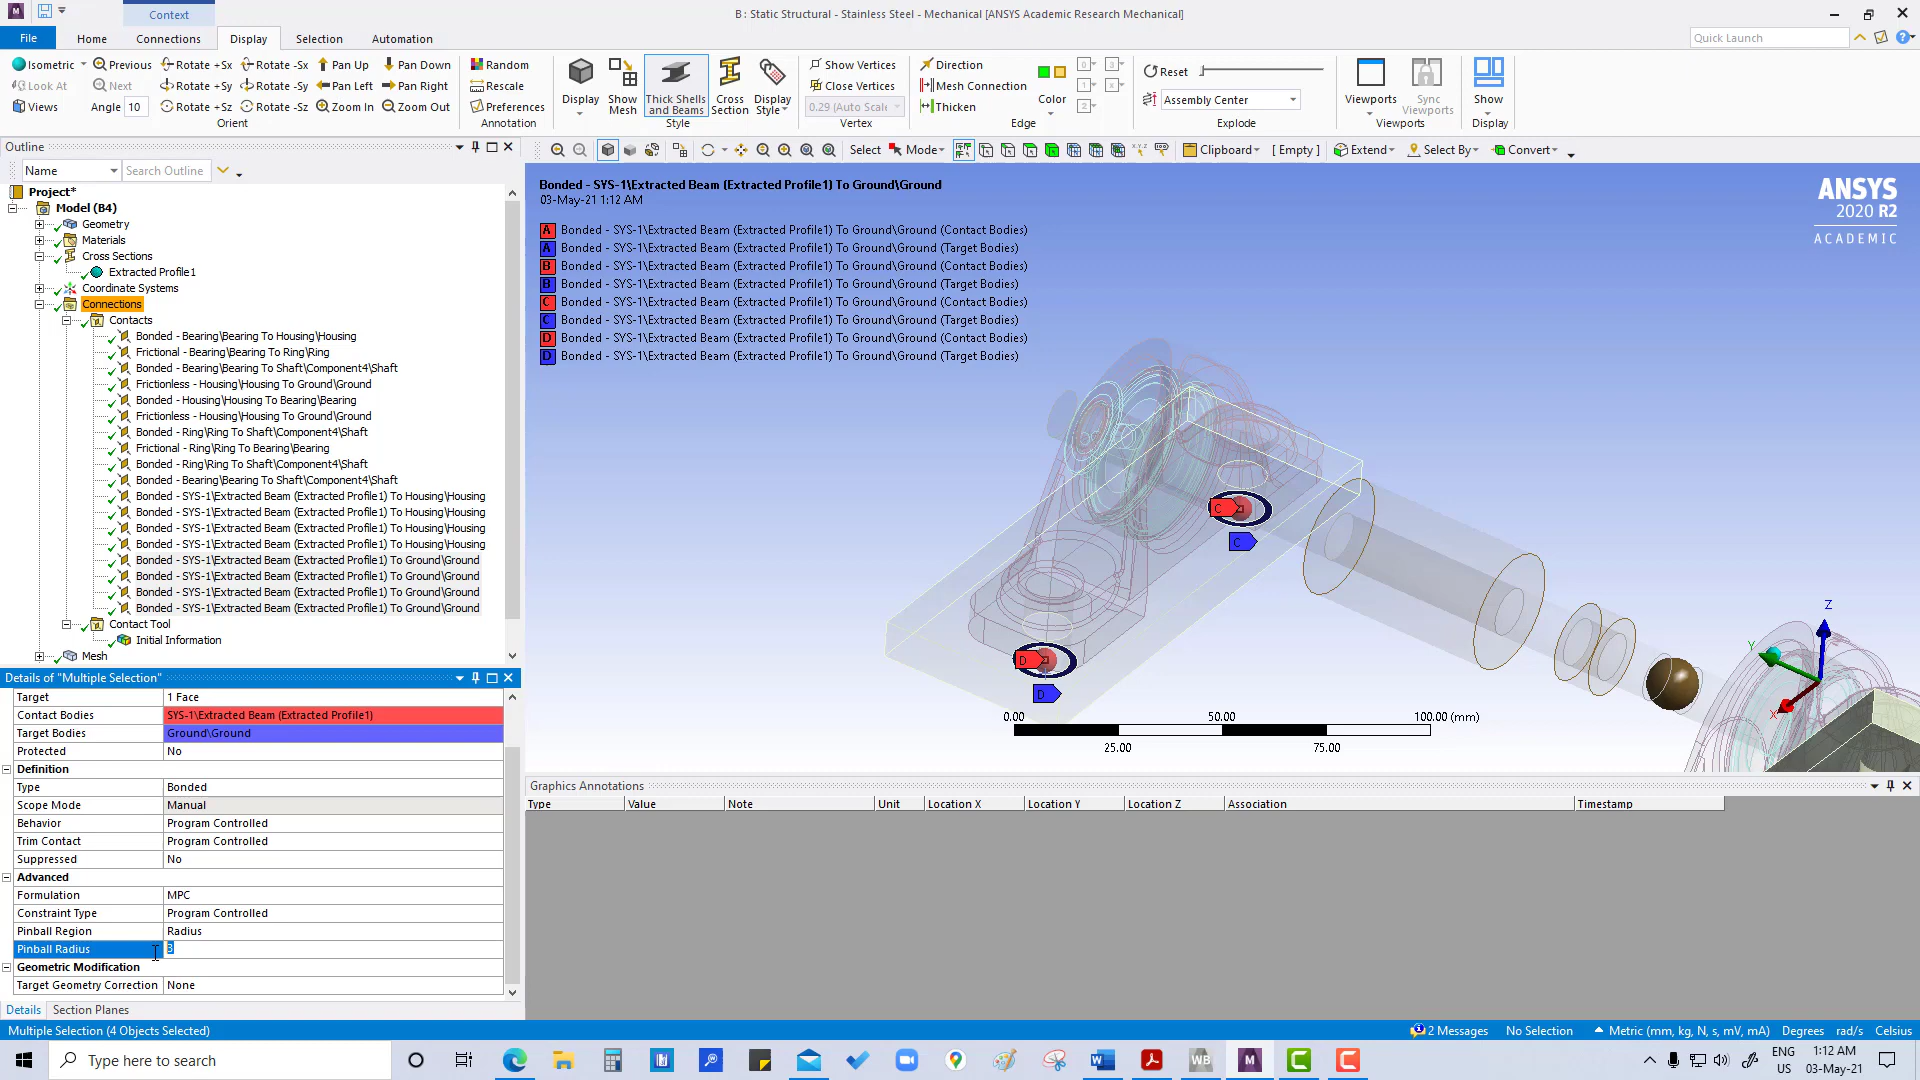 B : Static Structural - Stainless Steel - Mechanical [ANSYS Academic Research Mechanical]
Context
File Home Connections Display Selection Automation
Quick Launch
Isometric Previous Rotate +Sx Rotate -Sx Pan Up Pan Down
Look At Next Rotate +Sy Rotate -Sy Pan Left Pan Right
Views Angle 10 Rotate +Sz Rotate -Sz Zoom In Zoom Out
Orient
Random
Rescale
Preferences
Annotation
Display
Show Mesh
Thick Shells and Beams
Cross Section
Display Style
Style
Show Vertices
Close Vertices
0.29 (Auto Scale
Vertex
Direction
Mesh Connection
Thicken
Color
Edge
Reset
Assembly Center
Explode
Viewports
Sync Viewports
Viewports
Show
Display
Outline
Name Search Outline
Select Mode Clipboard [ Empty ] Extend Select By Convert
Project*
Model (B4)
Geometry
Materials
Cross Sections
Extracted Profile1
Coordinate Systems
Connections
Contacts
Bonded - Bearing\Bearing To Housing\Housing
Frictional - Bearing\Bearing To Ring\Ring
Bonded - Bearing\Bearing To Shaft\Component4\Shaft
Frictionless - Housing\Housing To Ground\Ground
Bonded - Housing\Housing To Bearing\Bearing
Frictionless - Housing\Housing To Ground\Ground
Bonded - Ring\Ring To Shaft\Component4\Shaft
Frictional - Ring\Ring To Bearing\Bearing
Bonded - Ring\Ring To Shaft\Component4\Shaft
Bonded - Bearing\Bearing To Shaft\Component4\Shaft
Bonded - SYS-1\Extracted Beam (Extracted Profile1) To Housing\Housing
Bonded - SYS-1\Extracted Beam (Extracted Profile1) To Housing\Housing
Bonded - SYS-1\Extracted Beam (Extracted Profile1) To Housing\Housing
Bonded - SYS-1\Extracted Beam (Extracted Profile1) To Housing\Housing
Bonded - SYS-1\Extracted Beam (Extracted Profile1) To Ground\Ground
Bonded - SYS-1\Extracted Beam (Extracted Profile1) To Ground\Ground
Bonded - SYS-1\Extracted Beam (Extracted Profile1) To Ground\Ground
Bonded - SYS-1\Extracted Beam (Extracted Profile1) To Ground\Ground
Contact Tool
Initial Information
Mesh
Details of "Multiple Selection"
Target 1 Face
Contact Bodies SYS-1\Extracted Beam (Extracted Profile1)
Target Bodies Ground\Ground
Protected No
Definition
Type Bonded
Scope Mode Manual
Behavior Program Controlled
Trim Contact Program Controlled
Suppressed No
Advanced
Formulation MPC
Constraint Type Program Controlled
Pinball Region Radius
Pinball Radius 3
Geometric Modification
Target Geometry Correction None
Details Section Planes
Bonded - SYS-1\Extracted Beam (Extracted Profile1) To Ground\Ground
03-May-21 1:12 AM
A Bonded - SYS-1\Extracted Beam (Extracted Profile1) To Ground\Ground (Contact Bodies)
A Bonded - SYS-1\Extracted Beam (Extracted Profile1) To Ground\Ground (Target Bodies)
B Bonded - SYS-1\Extracted Beam (Extracted Profile1) To Ground\Ground (Contact Bodies)
B Bonded - SYS-1\Extracted Beam (Extracted Profile1) To Ground\Ground (Target Bodies)
C Bonded - SYS-1\Extracted Beam (Extracted Profile1) To Ground\Ground (Contact Bodies)
C Bonded - SYS-1\Extracted Beam (Extracted Profile1) To Ground\Ground (Target Bodies)
D Bonded - SYS-1\Extracted Beam (Extracted Profile1) To Ground\Ground (Contact Bodies)
D Bonded - SYS-1\Extracted Beam (Extracted Profile1) To Ground\Ground (Target Bodies)
ANSYS
2020 R2
ACADEMIC
C
C
D
D
Z
Y
X
0.00 50.00 100.00 (mm)
25.00 75.00
Graphics Annotations
Type Value Note Unit Location X Location Y Location Z Association Timestamp
Multiple Selection (4 Objects Selected) 2 Messages No Selection Metric (mm, kg, N, s, mV, mA) Degrees rad/s Celsius
Type here to search
WB
M
ENG
US
1:12 AM
03-May-21